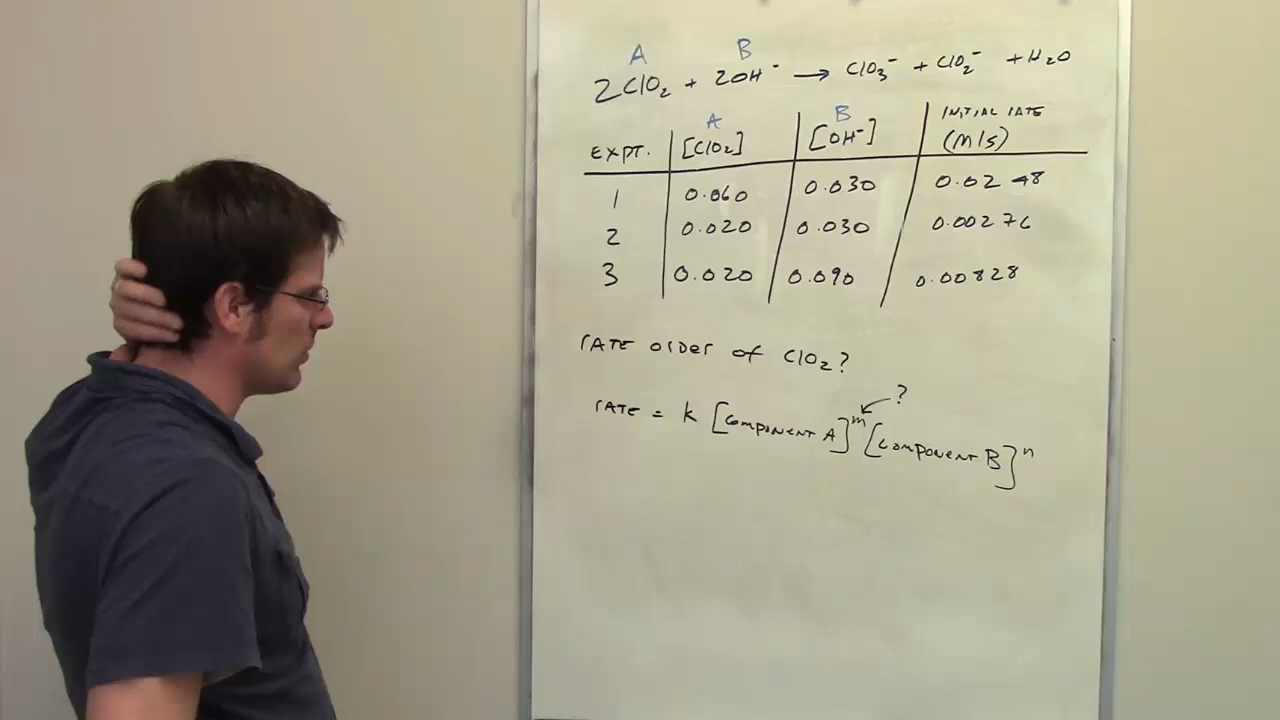 A B
2ClO₂ + 2OH⁻ → ClO₃⁻ + ClO₂⁻ + H₂O
A B INITIAL RATE
EXPT. [ClO₂] [OH⁻] (M/s)
1 0.060 0.030 0.0248
2 0.020 0.030 0.00276
3 0.020 0.090 0.00828
RATE order of ClO₂?
?
RATE = k [component A]ᵐ [component B]ⁿ